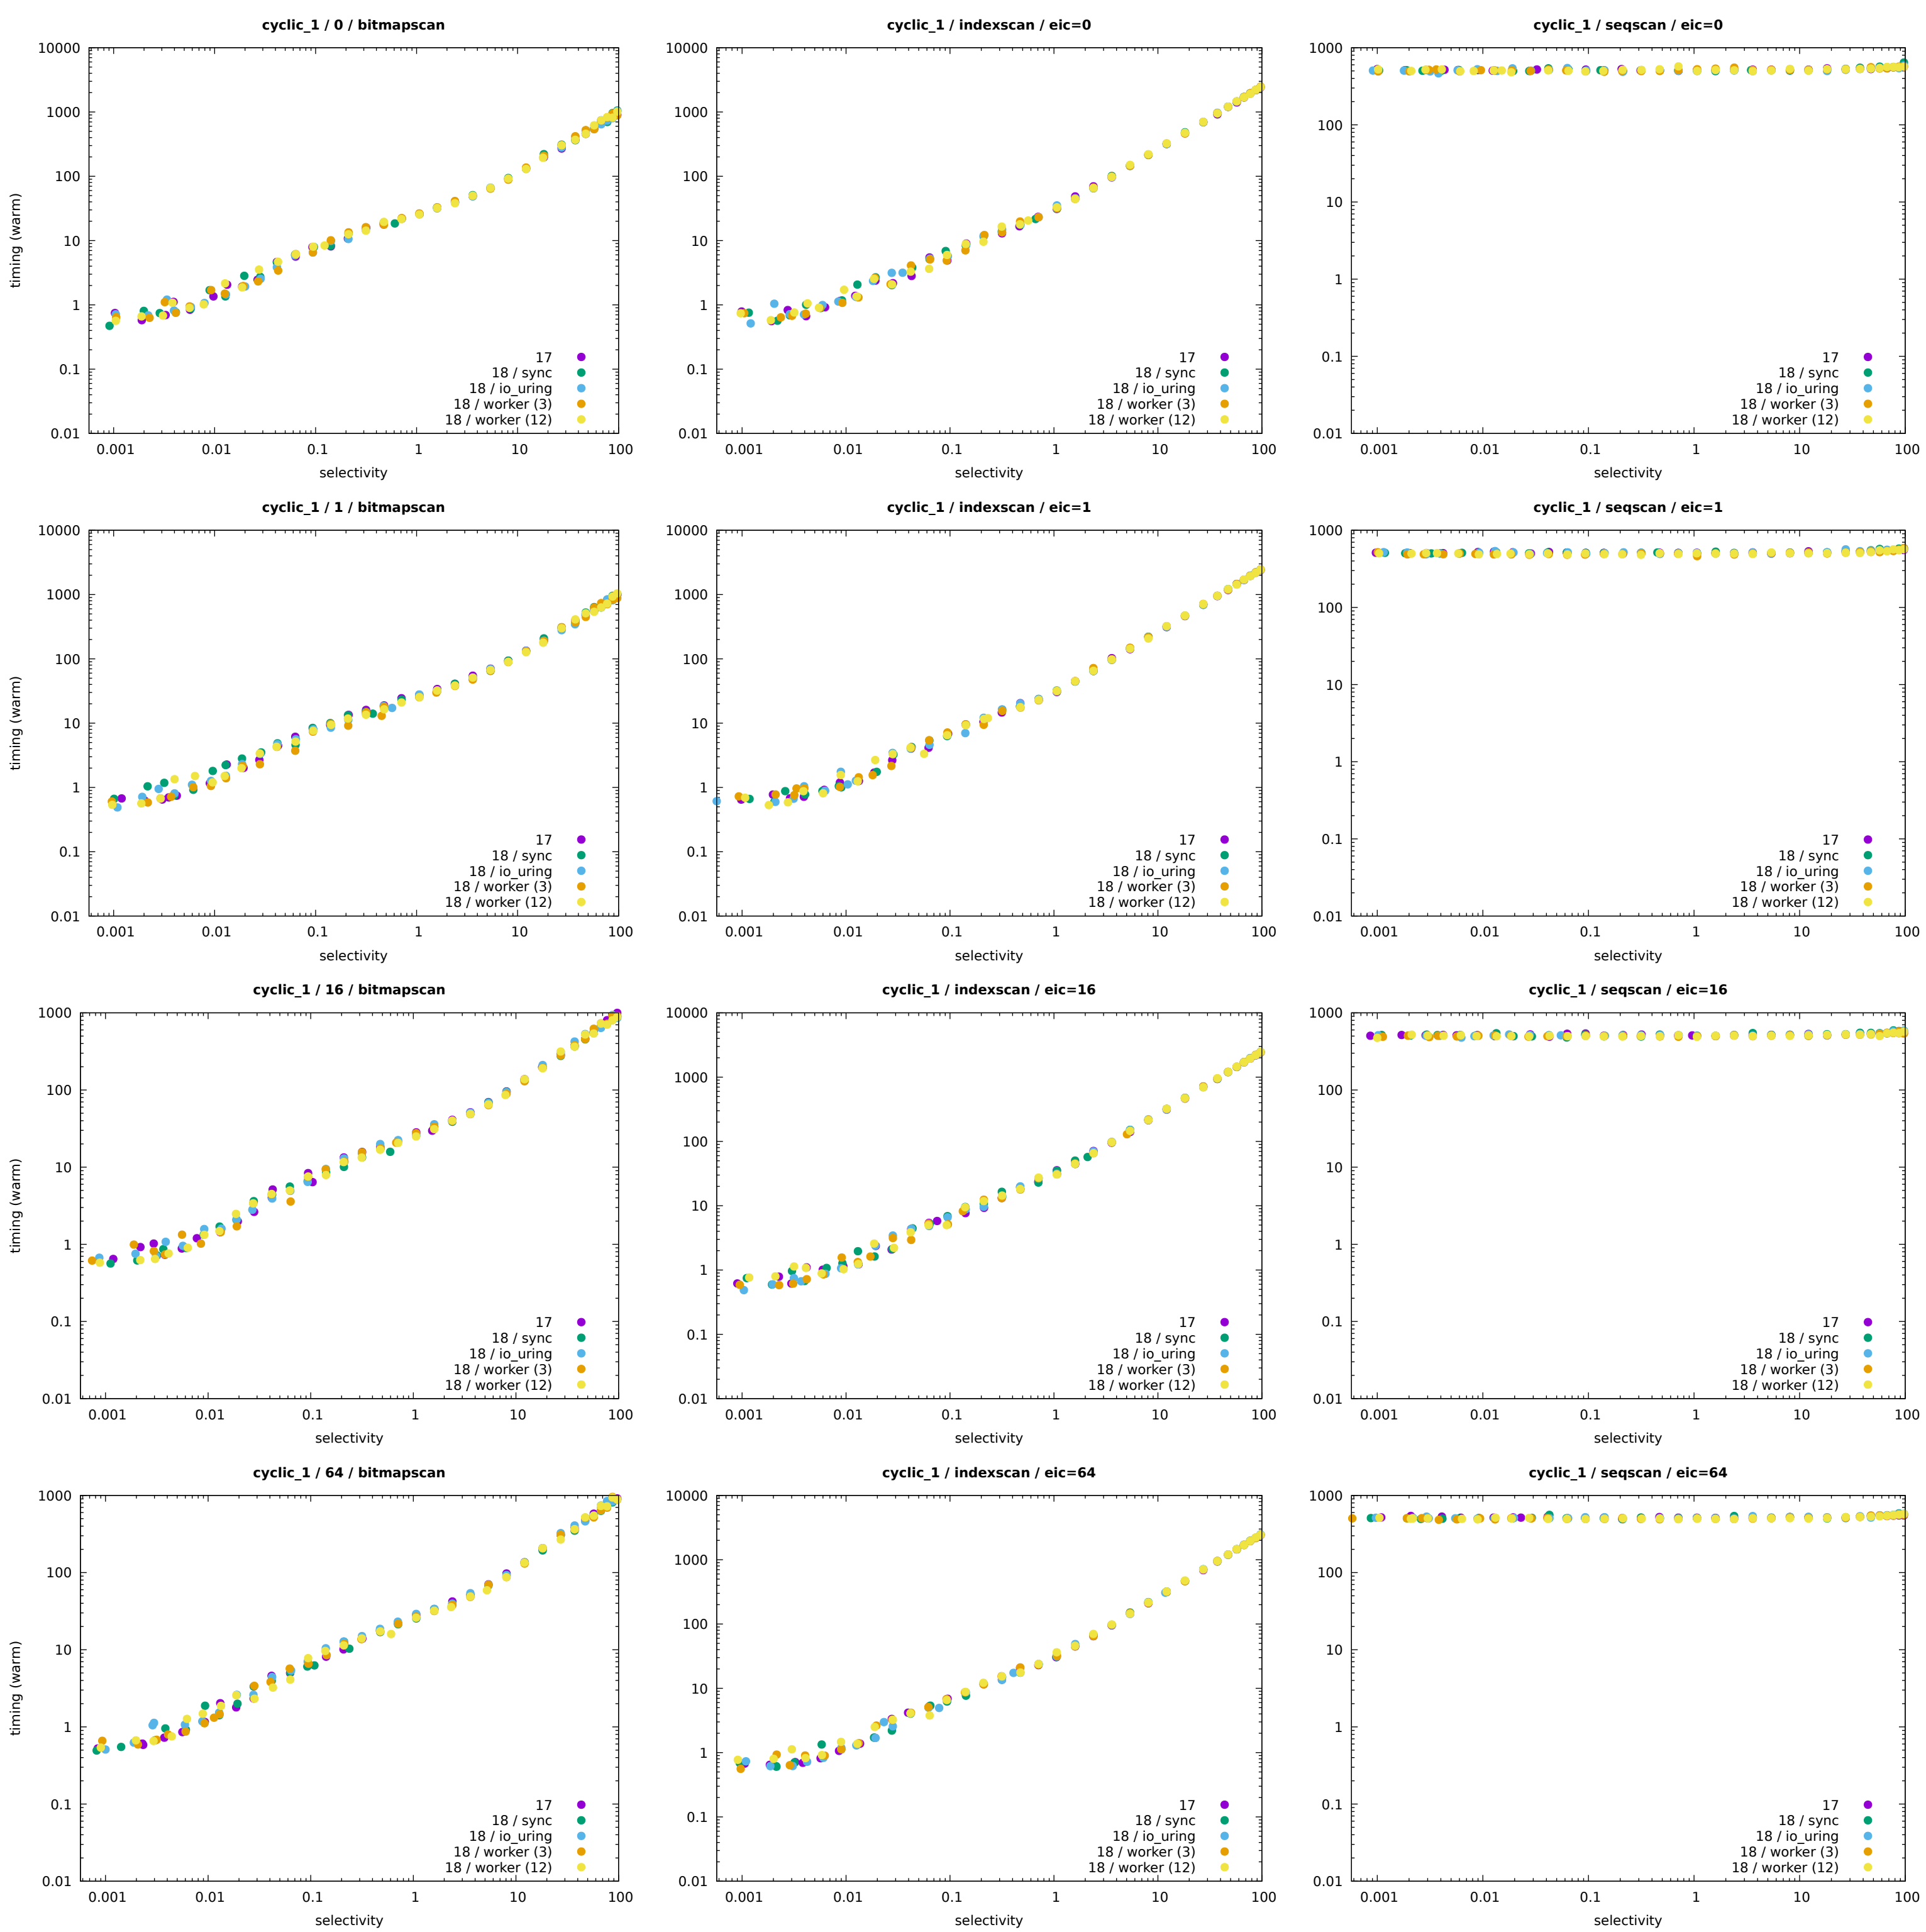 cyclic_1 / 0 / bitmapscan
10000
1000
100
10
1
0.1
0.01
timing (warm)
17
18 / sync
18 / io_uring
18 / worker (3)
18 / worker (12)
0.001 0.01 0.1 1 10 100
selectivity
cyclic_1 / indexscan / eic=0
10000
1000
100
10
1
0.1
0.01
17
18 / sync
18 / io_uring
18 / worker (3)
18 / worker (12)
0.001 0.01 0.1 1 10 100
selectivity
cyclic_1 / seqscan / eic=0
1000
100
10
1
0.1
0.01
17
18 / sync
18 / io_uring
18 / worker (3)
18 / worker (12)
0.001 0.01 0.1 1 10 100
selectivity
cyclic_1 / 1 / bitmapscan
10000
1000
100
10
1
0.1
0.01
timing (warm)
17
18 / sync
18 / io_uring
18 / worker (3)
18 / worker (12)
0.001 0.01 0.1 1 10 100
selectivity
cyclic_1 / indexscan / eic=1
10000
1000
100
10
1
0.1
0.01
17
18 / sync
18 / io_uring
18 / worker (3)
18 / worker (12)
0.001 0.01 0.1 1 10 100
selectivity
cyclic_1 / seqscan / eic=1
1000
100
10
1
0.1
0.01
17
18 / sync
18 / io_uring
18 / worker (3)
18 / worker (12)
0.001 0.01 0.1 1 10 100
selectivity
cyclic_1 / 16 / bitmapscan
1000
100
10
1
0.1
0.01
timing (warm)
17
18 / sync
18 / io_uring
18 / worker (3)
18 / worker (12)
0.001 0.01 0.1 1 10 100
selectivity
cyclic_1 / indexscan / eic=16
10000
1000
100
10
1
0.1
0.01
17
18 / sync
18 / io_uring
18 / worker (3)
18 / worker (12)
0.001 0.01 0.1 1 10 100
selectivity
cyclic_1 / seqscan / eic=16
1000
100
10
1
0.1
0.01
17
18 / sync
18 / io_uring
18 / worker (3)
18 / worker (12)
0.001 0.01 0.1 1 10 100
selectivity
cyclic_1 / 64 / bitmapscan
1000
100
10
1
0.1
0.01
timing (warm)
17
18 / sync
18 / io_uring
18 / worker (3)
18 / worker (12)
0.001 0.01 0.1 1 10 100
selectivity
cyclic_1 / indexscan / eic=64
10000
1000
100
10
1
0.1
0.01
17
18 / sync
18 / io_uring
18 / worker (3)
18 / worker (12)
0.001 0.01 0.1 1 10 100
selectivity
cyclic_1 / seqscan / eic=64
1000
100
10
1
0.1
0.01
17
18 / sync
18 / io_uring
18 / worker (3)
18 / worker (12)
0.001 0.01 0.1 1 10 100
selectivity